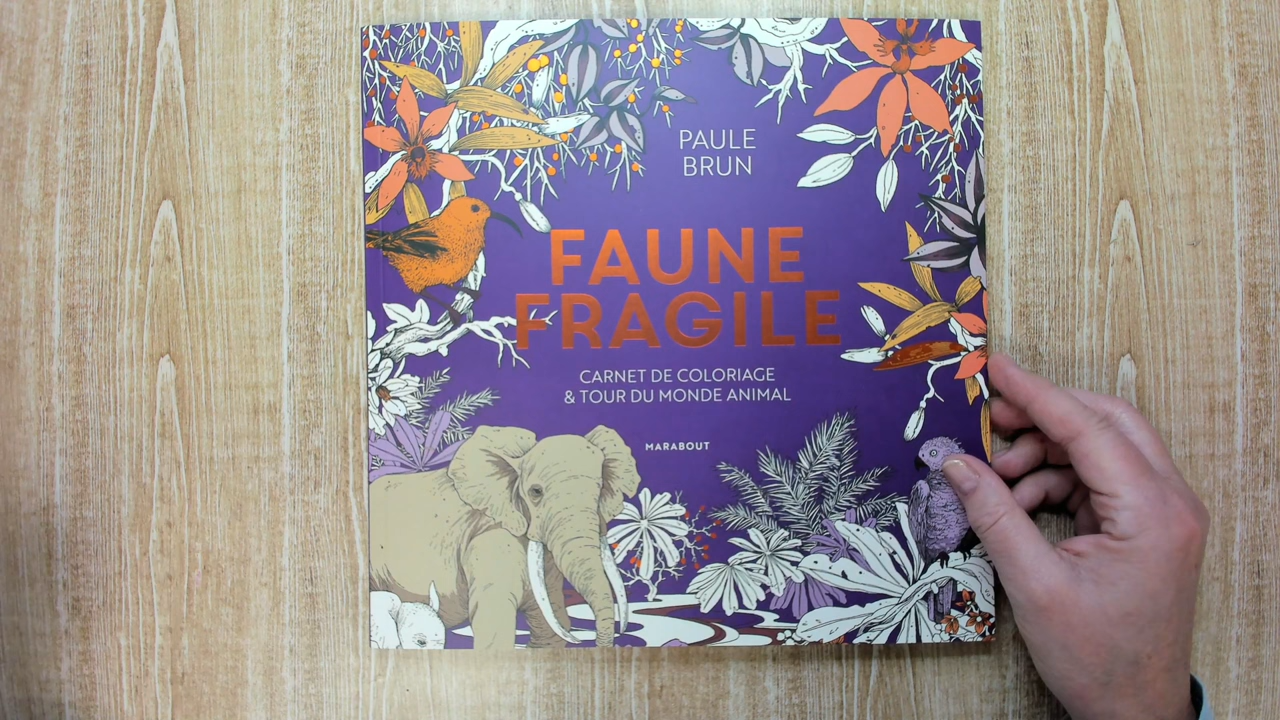 PAULE
BRUN
FAUNE
FRAGILE
CARNET DE COLORIAGE
& TOUR DU MONDE ANIMAL
MARABOUT